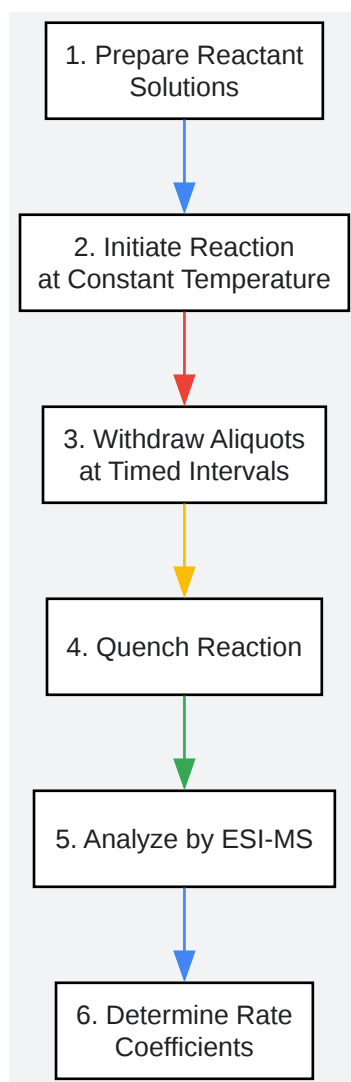 1. Prepare Reactant
Solutions
2. Initiate Reaction
at Constant Temperature
3. Withdraw Aliquots
at Timed Intervals
4. Quench Reaction
5. Analyze by ESI-MS
6. Determine Rate
Coefficients